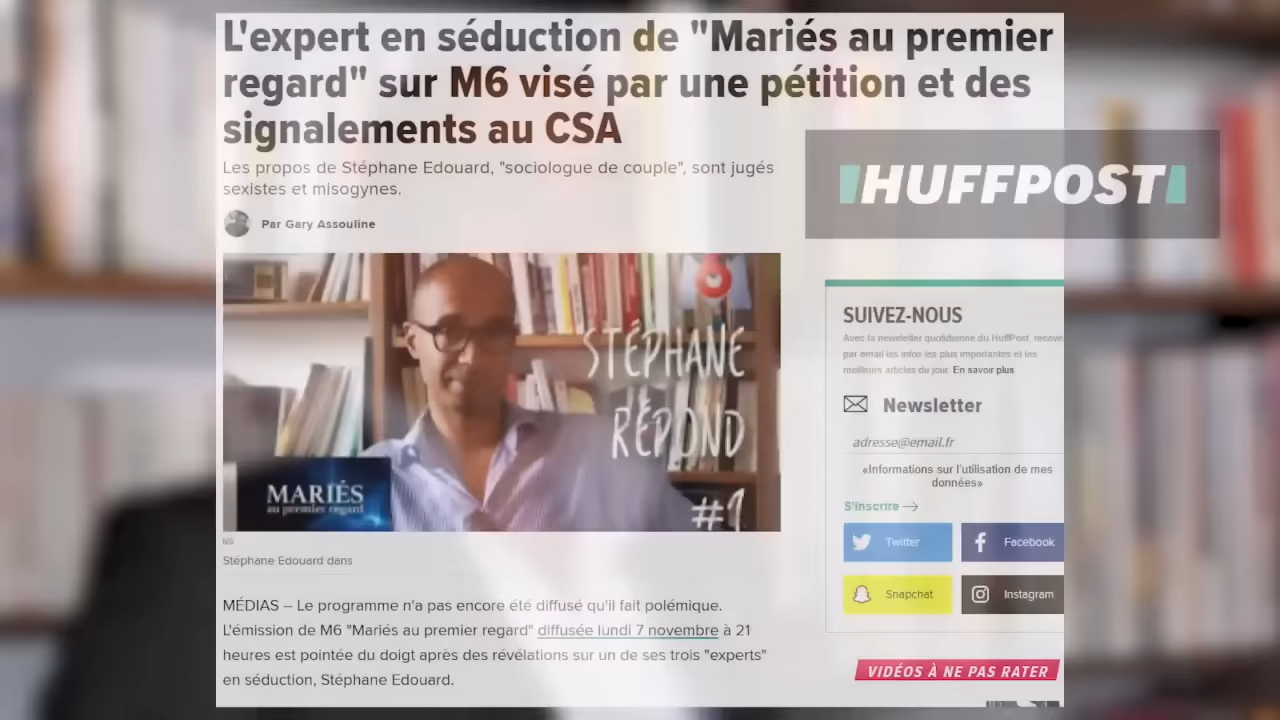 L'expert en séduction de "Mariés au premier
regard" sur M6 visé par une pétition et des
signalements au CSA
Les propos de Stéphane Edouard, "sociologue de couple", sont jugés
sexistes et misogynes.
Par Gary Assouline
HUFFPOST
6
STÉPHANE
RÉPOND
#1
MARIÉS
au premier regard
M6
Stéphane Edouard dans
MÉDIAS – Le programme n'a pas encore été diffusé qu'il fait polémique.
L'émission de M6 "Mariés au premier regard" diffusée lundi 7 novembre à 21
heures est pointée du doigt après des révélations sur un de ses trois "experts"
en séduction, Stéphane Edouard.
SUIVEZ-NOUS
Avec la newsletter quotidienne du HuffPost, receve
par email les infos les plus importantes et les
meilleurs articles du jour. En savoir plus
Newsletter
adresse@email.fr
«Informations sur l'utilisation de mes
données»
S'inscrire
Twitter
Facebook
Snapchat
Instagram
VIDÉOS À NE PAS RATER